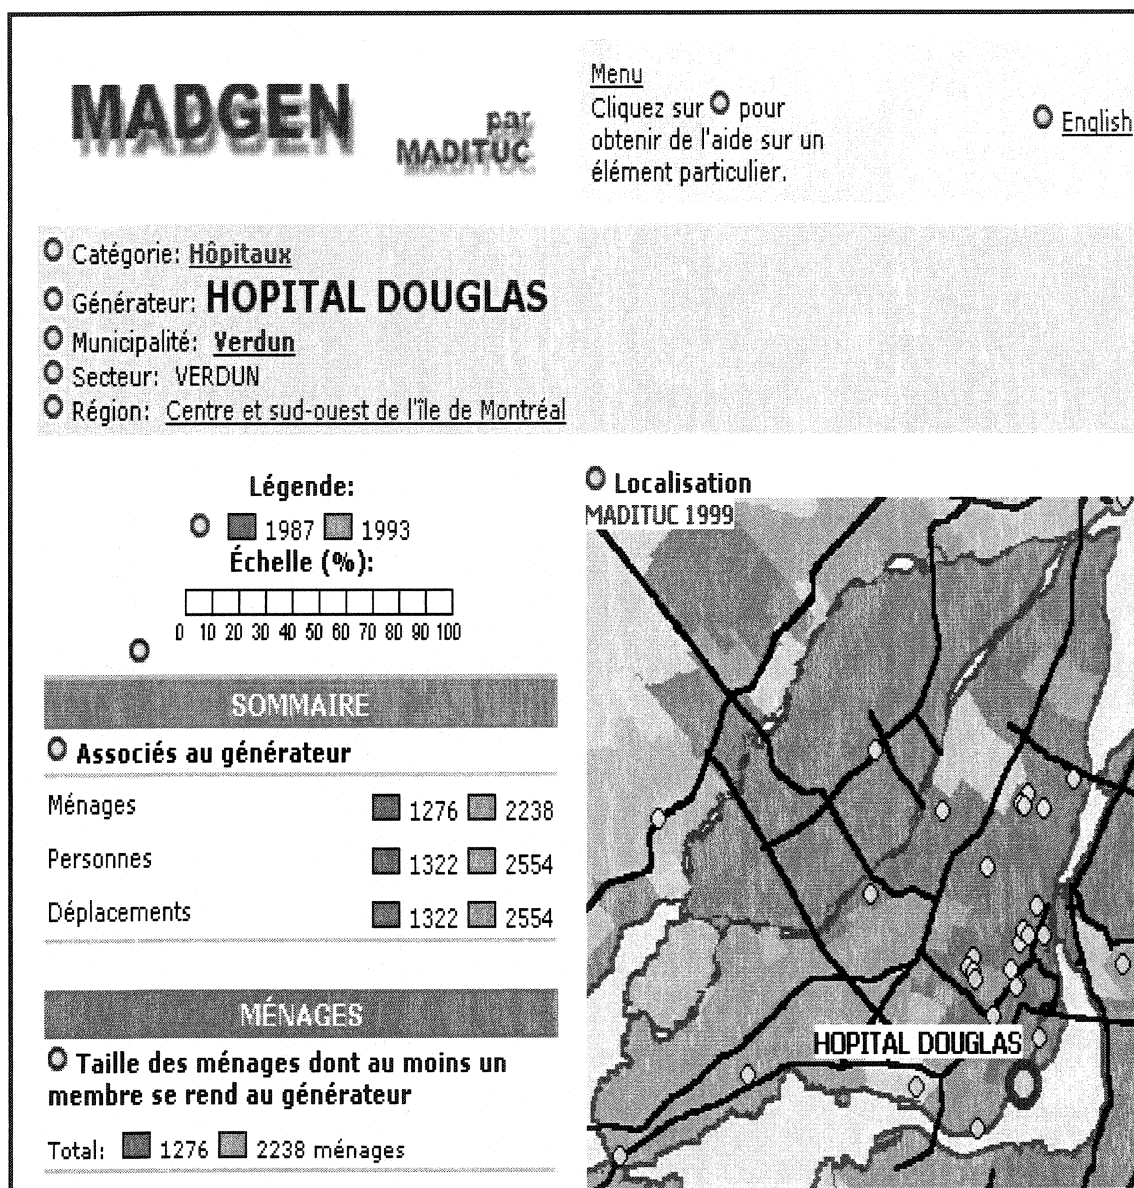 MADGEN
par
MADITUC
Menu
Cliquez sur pour
obtenir de l'aide sur un
élément particulier.
English
Catégorie: Hôpitaux
Générateur: HOPITAL DOUGLAS
Municipalité: Verdun
Secteur: VERDUN
Région: Centre et sud-ouest de l'île de Montréal
Légende:
1987 1993
Échelle (%):
0 10 20 30 40 50 60 70 80 90 100
SOMMAIRE
Associés au générateur
Ménages 1276 2238
Personnes 1322 2554
Déplacements 1322 2554
MÉNAGES
Taille des ménages dont au moins un
membre se rend au générateur
Total: 1276 2238 ménages
Localisation
MADITUC 1999
HOPITAL DOUGLAS